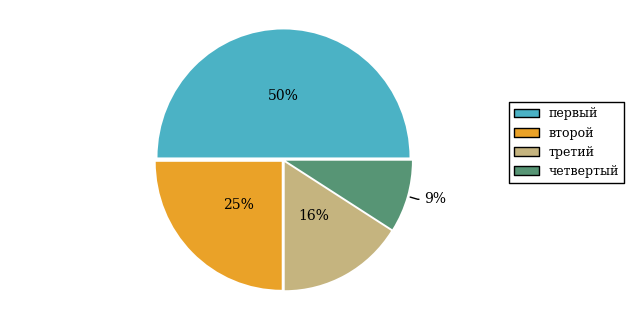 50%
25%
16%
9%
первый
второй
третий
четвертый